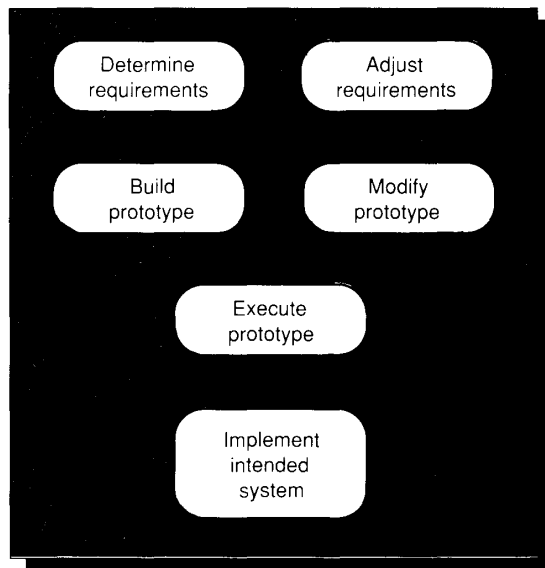 Determine
requirements
Adjust
requirements
Build
prototype
Modify
prototype
Execute
prototype
Implement
intended
system